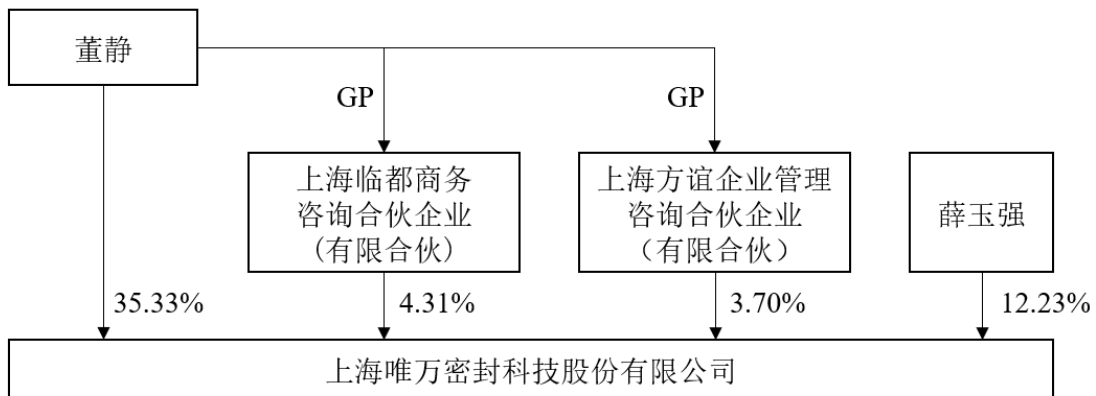 董静
GP
GP
上海临都商务
咨询合伙企业
(有限合伙)
上海方谊企业管理
咨询合伙企业
（有限合伙）
薛玉强
35.33%
4.31%
3.70%
12.23%
上海唯万密封科技股份有限公司